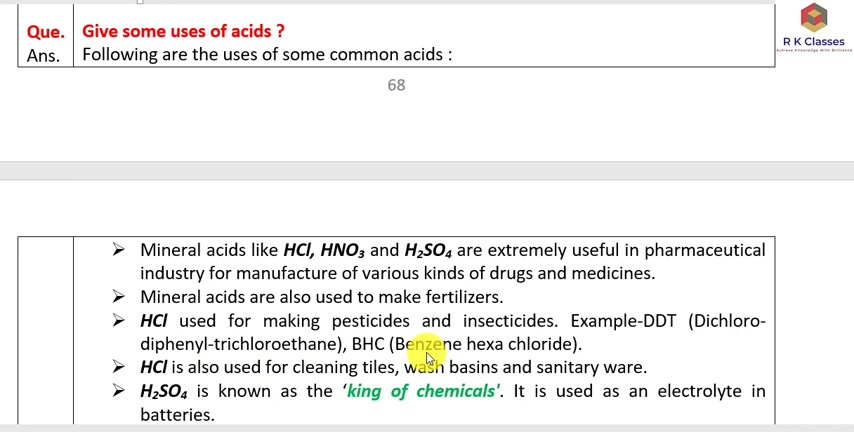 Que. Give some uses of acids ?
Ans. Following are the uses of some common acids :
R K Classes
Achieve Knowledge With Brilliance
68
➢ Mineral acids like HCl, HNO₃ and H₂SO₄ are extremely useful in pharmaceutical
industry for manufacture of various kinds of drugs and medicines.
➢ Mineral acids are also used to make fertilizers.
➢ HCl used for making pesticides and insecticides. Example-DDT (Dichloro-
diphenyl-trichloroethane), BHC (Benzene hexa chloride).
➢ HCl is also used for cleaning tiles, wash basins and sanitary ware.
➢ H₂SO₄ is known as the ‘king of chemicals'. It is used as an electrolyte in
batteries.